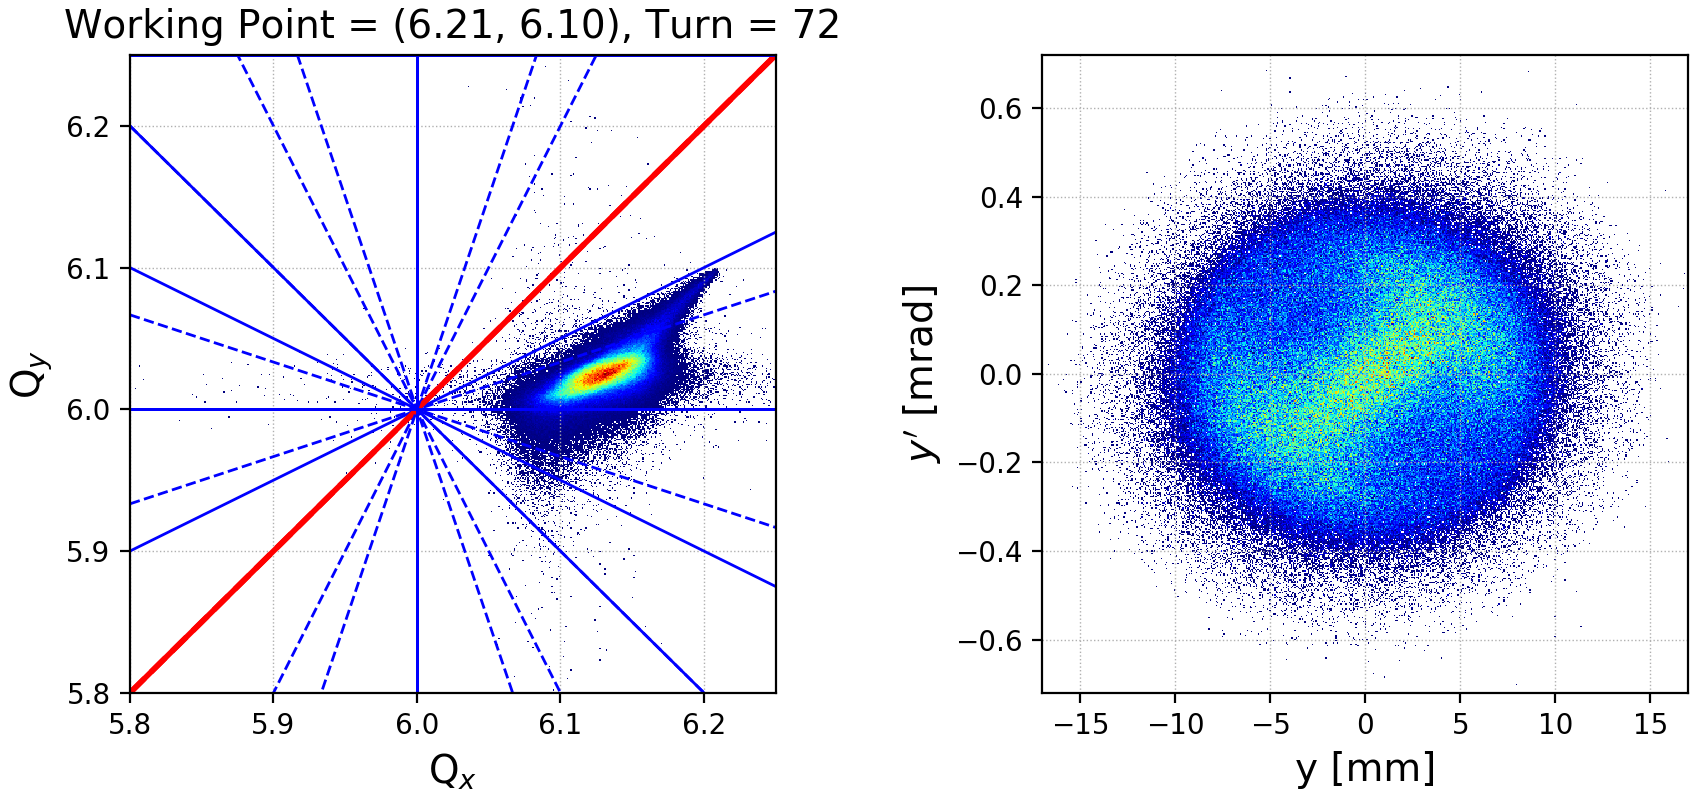 Working Point = (6.21, 6.10), Turn = 72
6.2
6.1
6.0
5.9
5.8
5.8 5.9 6.0 6.1 6.2
Qy
Qx
0.6
0.4
0.2
0.0
−0.2
−0.4
−0.6
−15 −10 −5 0 5 10 15
y′ [mrad]
y [mm]